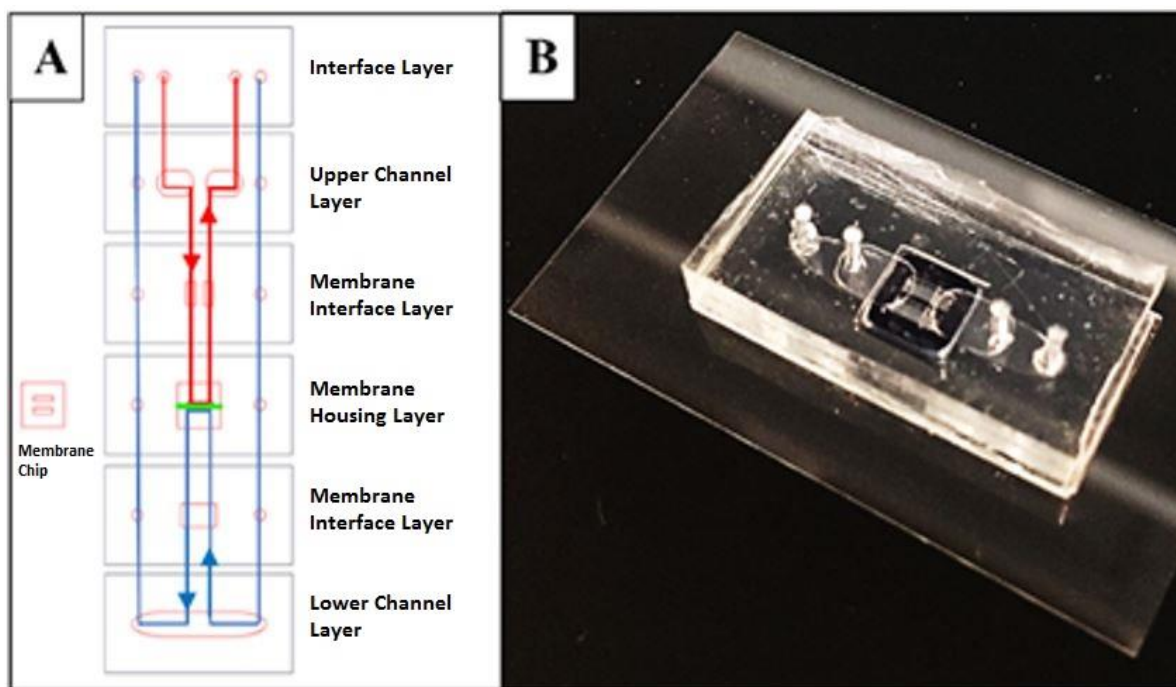 A
Interface Layer
Upper Channel
Layer
Membrane
Interface Layer
Membrane
Housing Layer
Membrane
Chip
Membrane
Interface Layer
Lower Channel
Layer
B